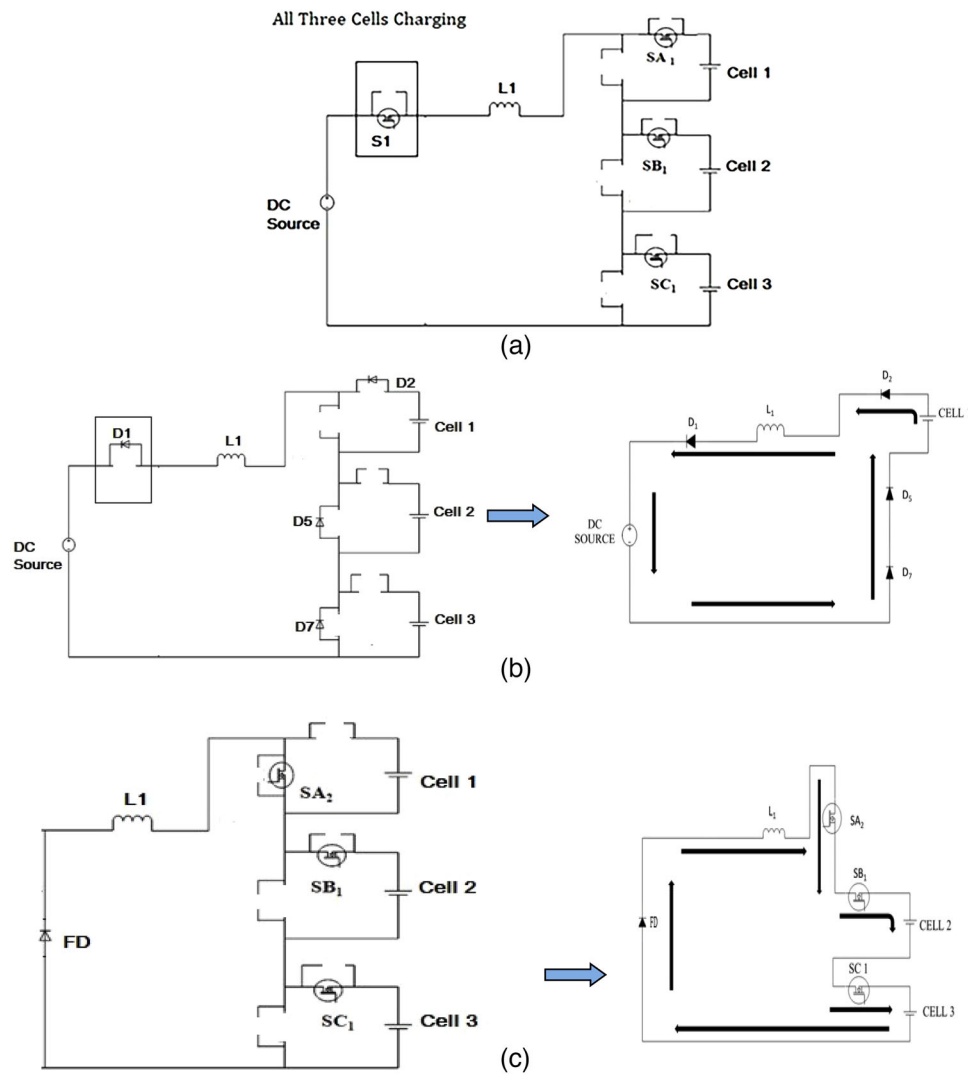 All Three Cells Charging
SA1
Cell 1
L1
S1
SB1
Cell 2
DC
Source
SC1
Cell 3
(a)
D2
D1
L1
Cell 1
D5
Cell 2
DC
Source
D7
Cell 3
D2
L1
CELL
D1
D5
DC
SOURCE
D7
(b)
L1
SA2
Cell 1
SB1
Cell 2
FD
SC1
Cell 3
L1
SA2
SB1
FD
CELL 2
SC 1
CELL 3
(c)